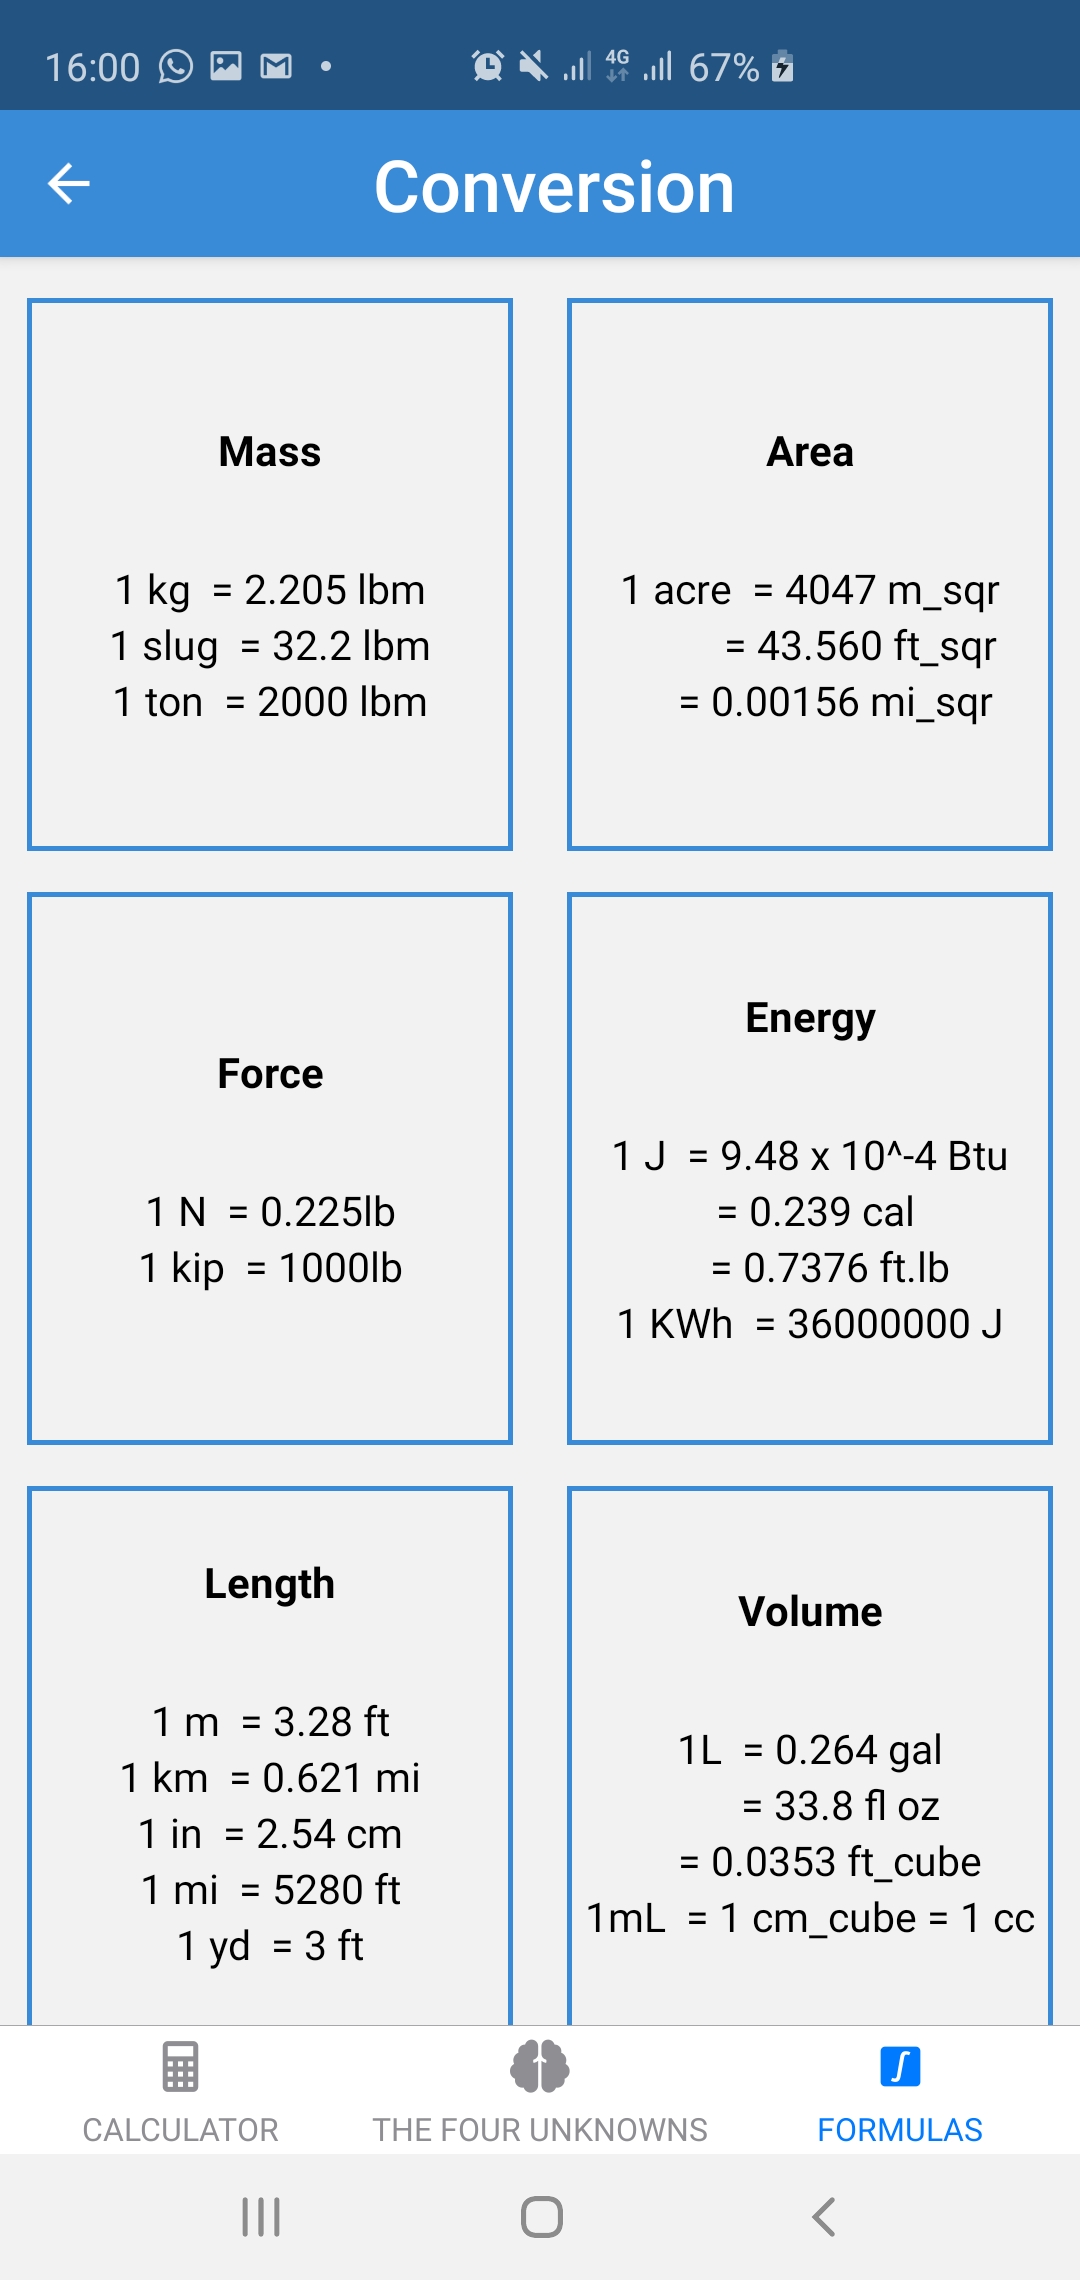 16:00 4G 67%
Conversion
Mass
1 kg = 2.205 lbm
1 slug = 32.2 lbm
1 ton = 2000 lbm
Area
1 acre = 4047 m_sqr
= 43.560 ft_sqr
= 0.00156 mi_sqr
Force
1 N = 0.225lb
1 kip = 1000lb
Energy
1 J = 9.48 x 10^-4 Btu
= 0.239 cal
= 0.7376 ft.lb
1 KWh = 36000000 J
Length
1 m = 3.28 ft
1 km = 0.621 mi
1 in = 2.54 cm
1 mi = 5280 ft
1 yd = 3 ft
Volume
1L = 0.264 gal
= 33.8 fl oz
= 0.0353 ft_cube
1mL = 1 cm_cube = 1 cc
CALCULATOR
THE FOUR UNKNOWNS
FORMULAS